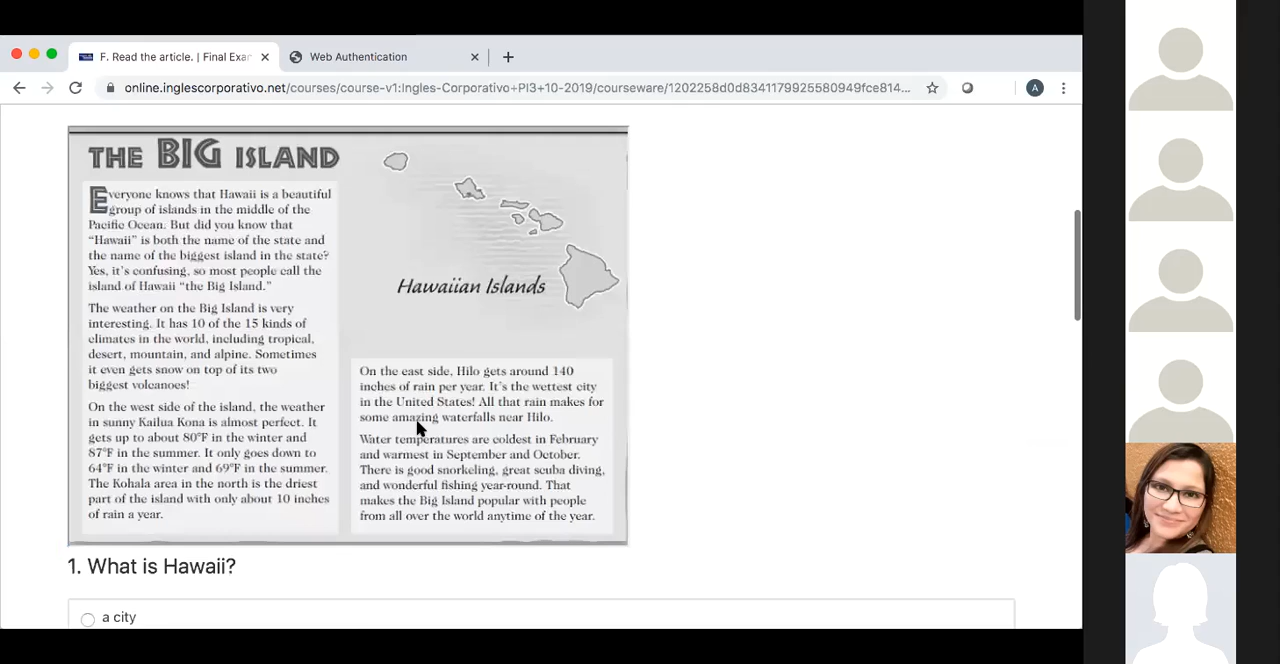 F. Read the article. | Final Exar
Web Authentication
online.inglescorporativo.net/courses/course-v1:Ingles-Corporativo+PI3+10-2019/courseware/1202258d0d8341179925580949fce814...
A
THE BIG ISLAND
Everyone knows that Hawaii is a beautiful
group of islands in the middle of the
Pacific Ocean. But did you know that
“Hawaii” is both the name of the state and
the name of the biggest island in the state?
Yes, it’s confusing, so most people call the
island of Hawaii “the Big Island.”
The weather on the Big Island is very
interesting. It has 10 of the 15 kinds of
climates in the world, including tropical,
desert, mountain, and alpine. Sometimes
it even gets snow on top of its two
biggest volcanoes!
On the west side of the island, the weather
in sunny Kailua Kona is almost perfect. It
gets up to about 80°F in the winter and
87°F in the summer. It only goes down to
64°F in the winter and 69°F in the summer.
The Kohala area in the north is the driest
part of the island with only about 10 inches
of rain a year.
Hawaiian Islands
On the east side, Hilo gets around 140
inches of rain per year. It’s the wettest city
in the United States! All that rain makes for
some amazing waterfalls near Hilo.
Water temperatures are coldest in February
and warmest in September and October.
There is good snorkeling, great scuba diving,
and wonderful fishing year-round. That
makes the Big Island popular with people
from all over the world anytime of the year.
1. What is Hawaii?
a city